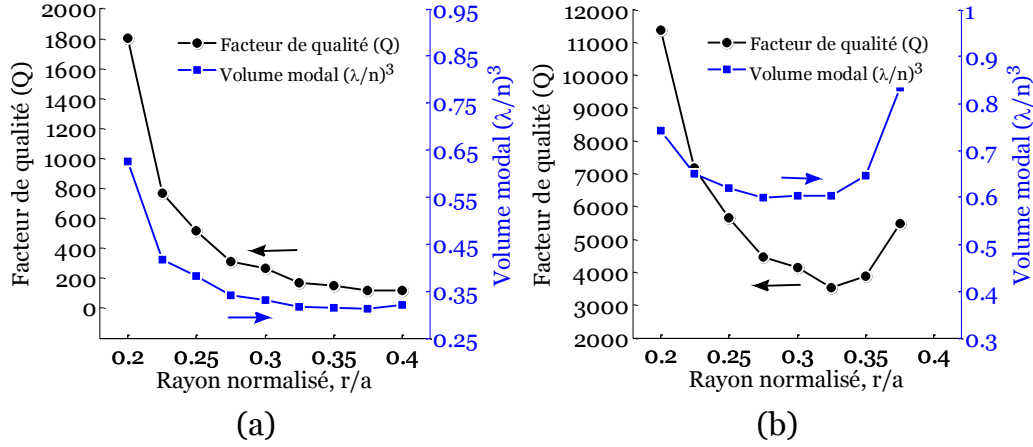 Facteur de qualité (Q)
1800
1600
1400
1200
1000
800
600
400
200
0
Facteur de qualité (Q)
Volume modal (λ/n)^3
0.95
0.85
0.75
0.65
0.55
0.45
0.35
0.25
Volume modal (λ/n)^3
0.2 0.25 0.3 0.35 0.4
Rayon normalisé, r/a
(a)
Facteur de qualité (Q)
12000
11000
10000
9000
8000
7000
6000
5000
4000
3000
2000
Facteur de qualité (Q)
Volume modal (λ/n)^3
1
0.9
0.8
0.7
0.6
0.5
0.4
0.3
Volume modal (λ/n)^3
0.2 0.25 0.3 0.35 0.4
Rayon normalisé, r/a
(b)